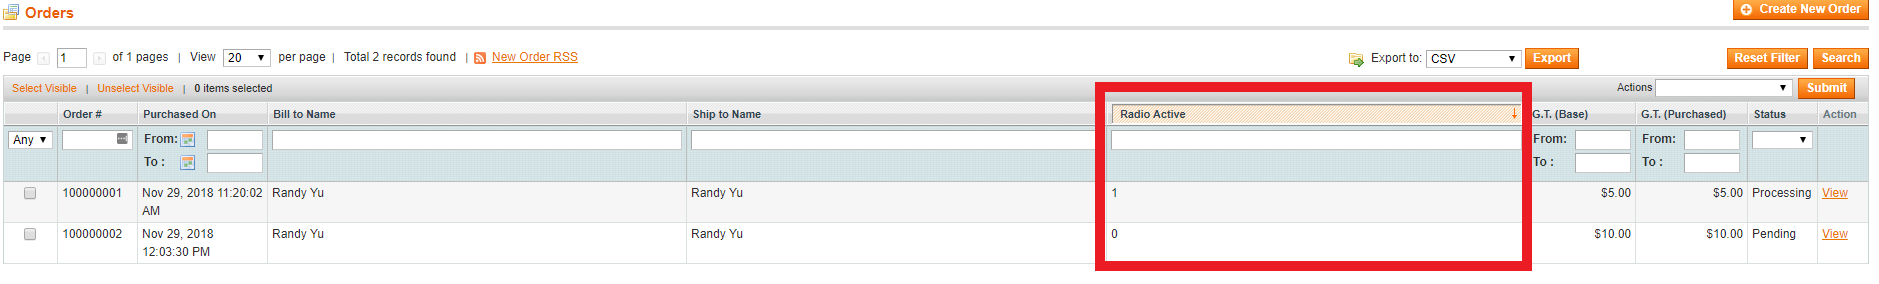 Orders
Create New Order
Page 1 of 1 pages | View 20 per page | Total 2 records found | New Order RSS
Export to: CSV Export
Reset Filter Search
Select Visible | Unselect Visible | 0 items selected
Actions Submit
Order # Purchased On Bill to Name Ship to Name Radio Active G.T. (Base) G.T. (Purchased) Status Action
Any From: From: From:
To : To : To :
100000001 Nov 29, 2018 11:20:02 Randy Yu Randy Yu 1 $5.00 $5.00 Processing View
AM
100000002 Nov 29, 2018 Randy Yu Randy Yu 0 $10.00 $10.00 Pending View
12:03:30 PM